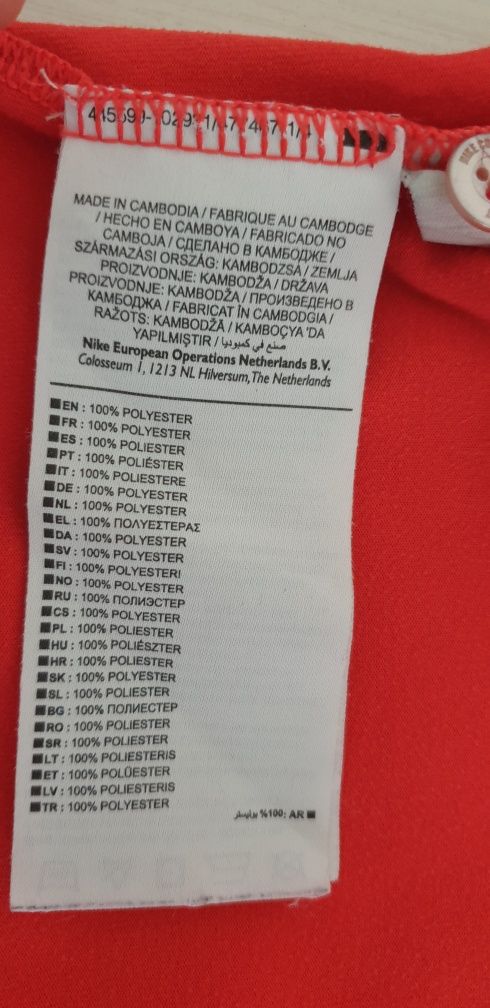 MADE IN CAMBODIA / FABRIQUE AU CAMBODGE
/ HECHO EN CAMBOYA / FABRICADO NO
CAMBOJA / СДЕЛАНО В КАМБОДЖЕ /
SZÁRMAZÁSI ORSZÁG: KAMBODZSA / ZEMLJA
PROIZVODNJE: KAMBODŽA / DRŽAVA
PROIZVODNJE: KAMBODŽA / ПРОИЗВЕДЕНО В
КАМБОДЖА / FABRICAT ÎN CAMBODGIA /
RAŽOTS: KAMBODŽĀ / KAMBOÇYA 'DA
YAPILMIŞTIR / صنع في كمبوديا
Nike European Operations Netherlands B.V.
Colosseum 1, 1213 NL Hilversum, The Netherlands
EN : 100% POLYESTER
FR : 100% POLYESTER
ES : 100% POLIESTER
PT : 100% POLIÉSTER
IT : 100% POLIESTERE
DE : 100% POLYESTER
NL : 100% POLYESTER
EL : 100% ΠΟΛΥΕΣΤΕΡΑΣ
DA : 100% POLYESTER
SV : 100% POLYESTER
FI : 100% POLYESTERI
NO : 100% POLYESTER
RU : 100% ПОЛИЭСТЕР
CS : 100% POLYESTER
PL : 100% POLIESTER
HU : 100% POLIÉSZTER
HR : 100% POLIESTER
SK : 100% POLYESTER
SL : 100% POLIESTER
BG : 100% ПОЛИЕСТЕР
RO : 100% POLIESTER
SR : 100% POLIESTER
LT : 100% POLIESTERIS
ET : 100% POLÜESTER
LV : 100% POLIESTERIS
TR : 100% POLYESTER
AR :100% بوليستر
NIKE